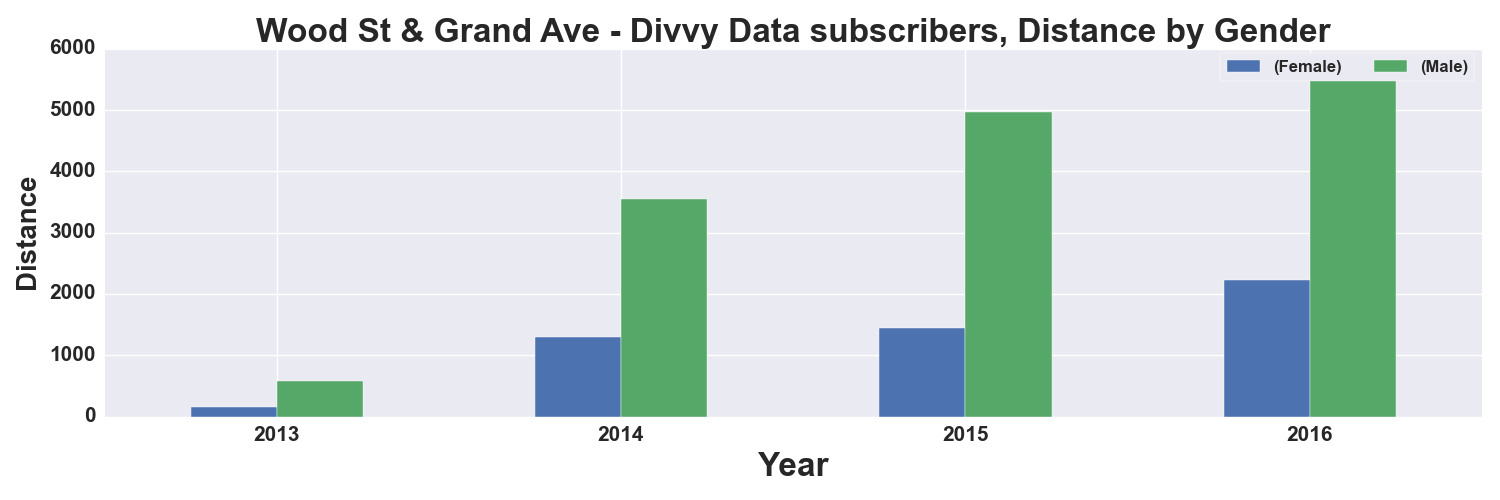 Wood St & Grand Ave - Divvy Data subscribers, Distance by Gender
6000
(Female) (Male)
5000
4000
3000
2000
1000
0
Distance
2013 2014 2015 2016
Year